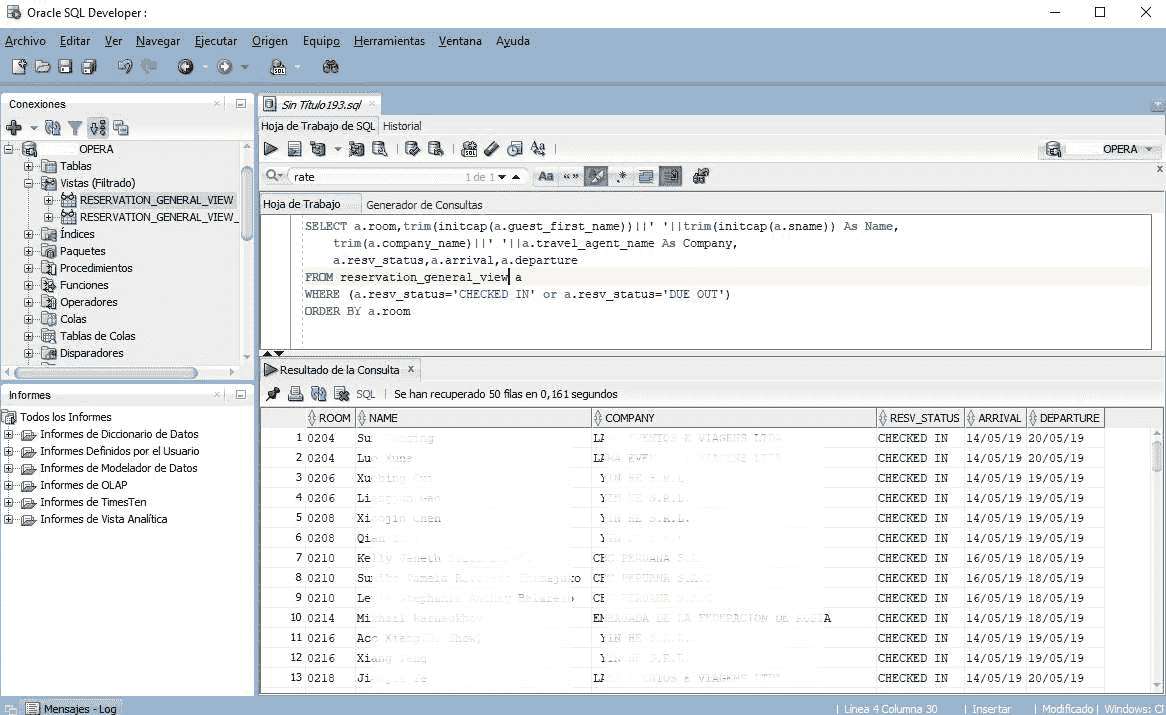 Oracle SQL Developer :
Archivo Editar Ver Navegar Ejecutar Origen Equipo Herramientas Ventana Ayuda
Conexiones
OPERA
Tablas
Vistas (Filtrado)
RESERVATION_GENERAL_VIEW
RESERVATION_GENERAL_VIEW_
Índices
Paquetes
Procedimientos
Funciones
Operadores
Colas
Tablas de Colas
Disparadores
Informes
Todos los Informes
Informes de Diccionario de Datos
Informes Definidos por el Usuario
Informes de Modelador de Datos
Informes de OLAP
Informes de TimesTen
Informes de Vista Analítica
Sin Título193.sql
Hoja de Trabajo de SQL Historial
OPERA
rate 1 de 1
Hoja de Trabajo Generador de Consultas
SELECT a.room,trim(initcap(a.guest_first_name))||' '||trim(initcap(a.sname)) As Name,
trim(a.company_name)||' '||a.travel_agent_name As Company,
a.resv_status,a.arrival,a.departure
FROM reservation_general_view a
WHERE (a.resv_status='CHECKED IN' or a.resv_status='DUE OUT')
ORDER BY a.room
Resultado de la Consulta
SQL Se han recuperado 50 filas en 0,161 segundos
ROOM NAME COMPANY RESV_STATUS ARRIVAL DEPARTURE
1 0204 CHECKED IN 14/05/19 20/05/19
2 0204 CHECKED IN 14/05/19 20/05/19
3 0206 CHECKED IN 14/05/19 19/05/19
4 0206 CHECKED IN 14/05/19 19/05/19
5 0208 CHECKED IN 14/05/19 19/05/19
6 0208 CHECKED IN 14/05/19 19/05/19
7 0210 CHECKED IN 16/05/19 18/05/19
8 0210 CHECKED IN 16/05/19 18/05/19
9 0210 CHECKED IN 16/05/19 18/05/19
10 0214 CHECKED IN 14/05/19 18/05/19
11 0216 CHECKED IN 14/05/19 19/05/19
12 0216 CHECKED IN 14/05/19 19/05/19
13 0218 CHECKED IN 14/05/19 20/05/19
Mensajes - Log
Línea 4 Columna 30 | Insertar | Modificado | Windows: